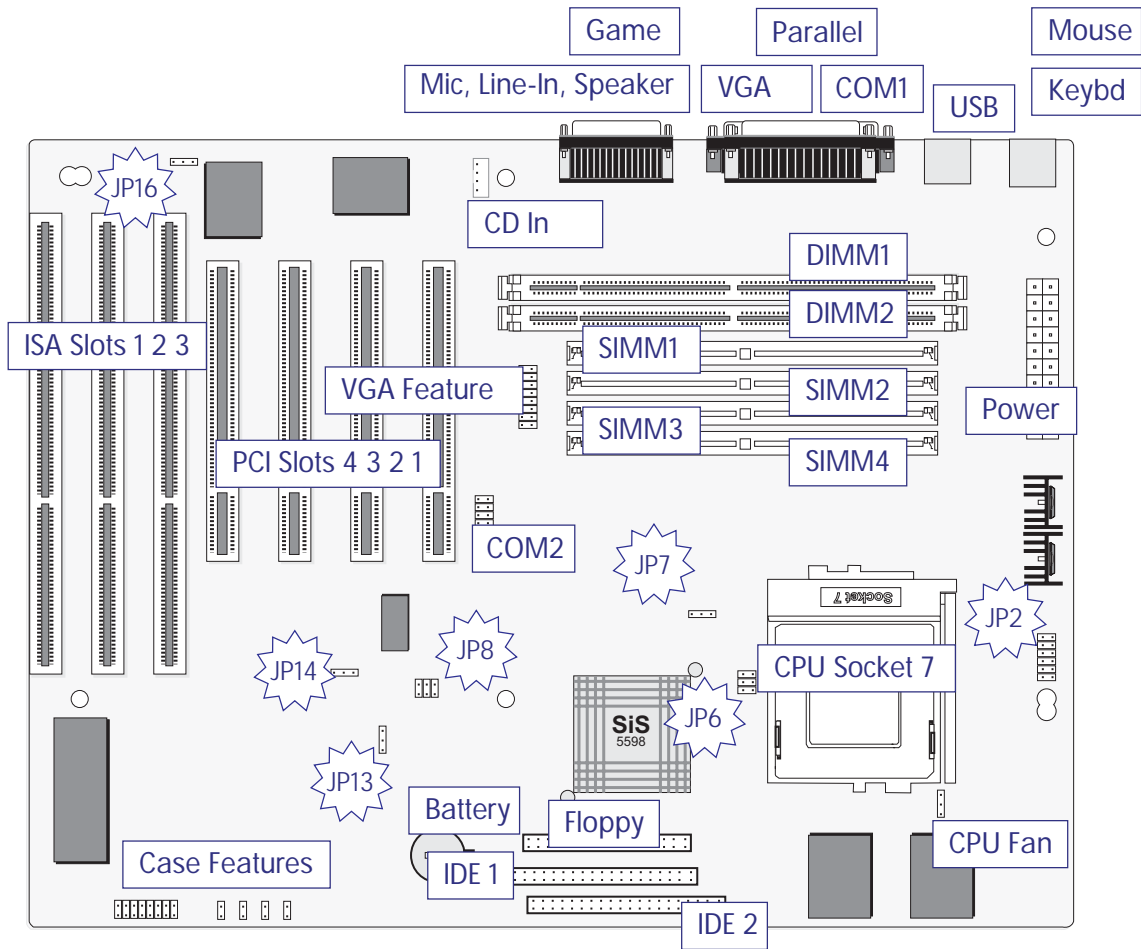 Game
Parallel
Mouse
Mic, Line-In, Speaker
VGA
COM1
USB
Keybd
JP16
CD In
DIMM1
DIMM2
ISA Slots 1 2 3
SIMM1
VGA Feature
SIMM2
Power
SIMM3
PCI Slots 4 3 2 1
SIMM4
COM2
JP7
Socket 7
JP2
JP8
JP14
CPU Socket 7
SiS
5598
JP6
JP13
Battery
Floppy
CPU Fan
Case Features
IDE 1
IDE 2